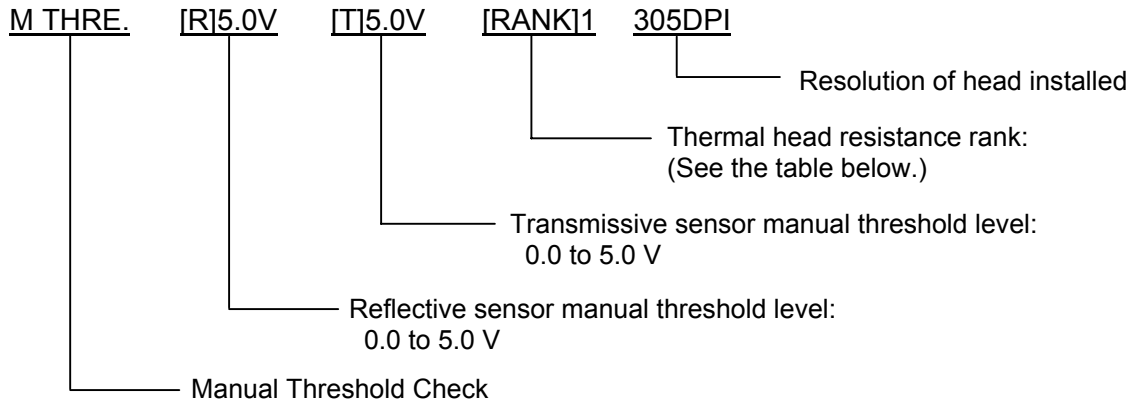 M THRE. [R]5.0V [T]5.0V [RANK]1 305DPI
Resolution of head installed
Thermal head resistance rank:
(See the table below.)
Transmissive sensor manual threshold level:
0.0 to 5.0 V
Reflective sensor manual threshold level:
0.0 to 5.0 V
Manual Threshold Check